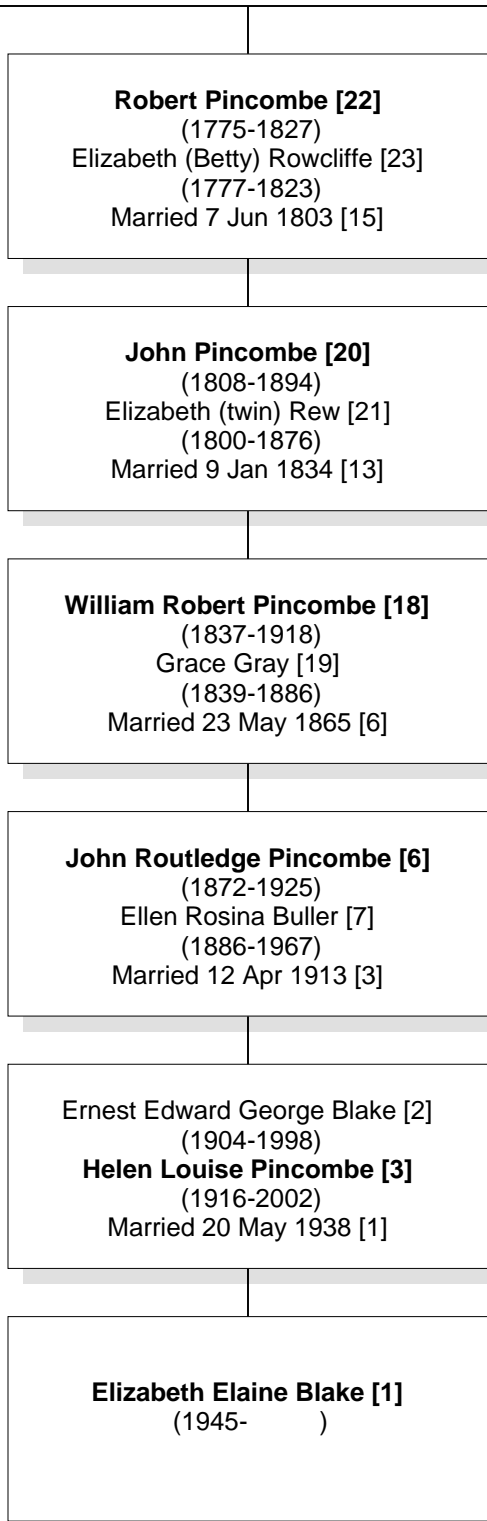 Robert Pincombe [22]
(1775-1827)
Elizabeth (Betty) Rowcliffe [23]
(1777-1823)
Married 7 Jun 1803 [15]
John Pincombe [20]
(1808-1894)
Elizabeth (twin) Rew [21]
(1800-1876)
Married 9 Jan 1834 [13]
William Robert Pincombe [18]
(1837-1918)
Grace Gray [19]
(1839-1886)
Married 23 May 1865 [6]
John Routledge Pincombe [6]
(1872-1925)
Ellen Rosina Buller [7]
(1886-1967)
Married 12 Apr 1913 [3]
Ernest Edward George Blake [2]
(1904-1998)
Helen Louise Pincombe [3]
(1916-2002)
Married 20 May 1938 [1]
Elizabeth Elaine Blake [1]
(1945-          )